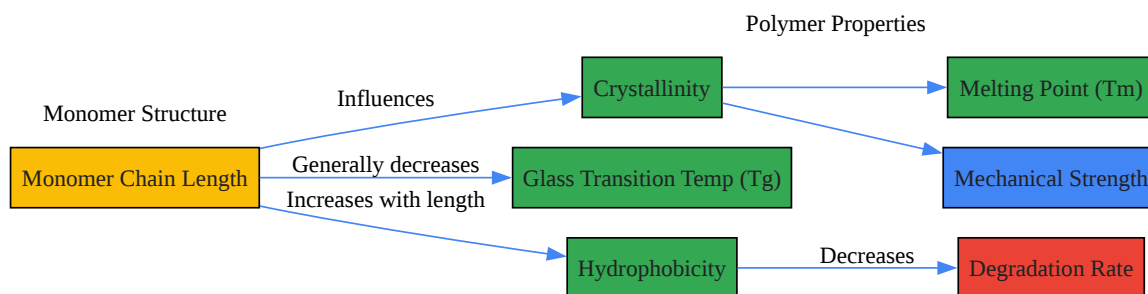 Polymer Properties
Monomer Structure
Monomer Chain Length
Influences
Generally decreases
Increases with length
Crystallinity
Glass Transition Temp (Tg)
Hydrophobicity
Decreases
Melting Point (Tm)
Mechanical Strength
Degradation Rate